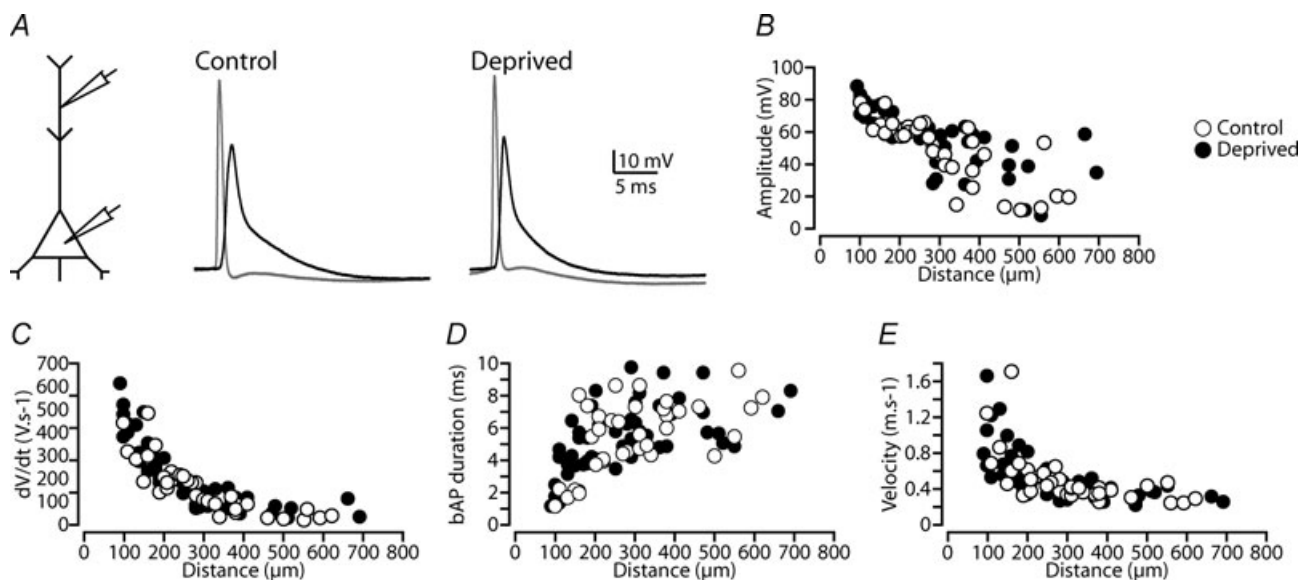 A
Control
Deprived
10 mV
5 ms
B
Amplitude (mV)
100
80
60
40
20
0
0 100 200 300 400 500 600 700 800
Distance (µm)
Control
Deprived
C
dV/dt (V.s-1)
700
600
500
400
300
200
100
0
0 100 200 300 400 500 600 700 800
Distance (µm)
D
bAP duration (ms)
10
8
6
4
2
0
0 100 200 300 400 500 600 700 800
Distance (µm)
E
Velocity (m.s-1)
1.6
1.2
0.8
0.4
0
0 100 200 300 400 500 600 700 800
Distance (µm)